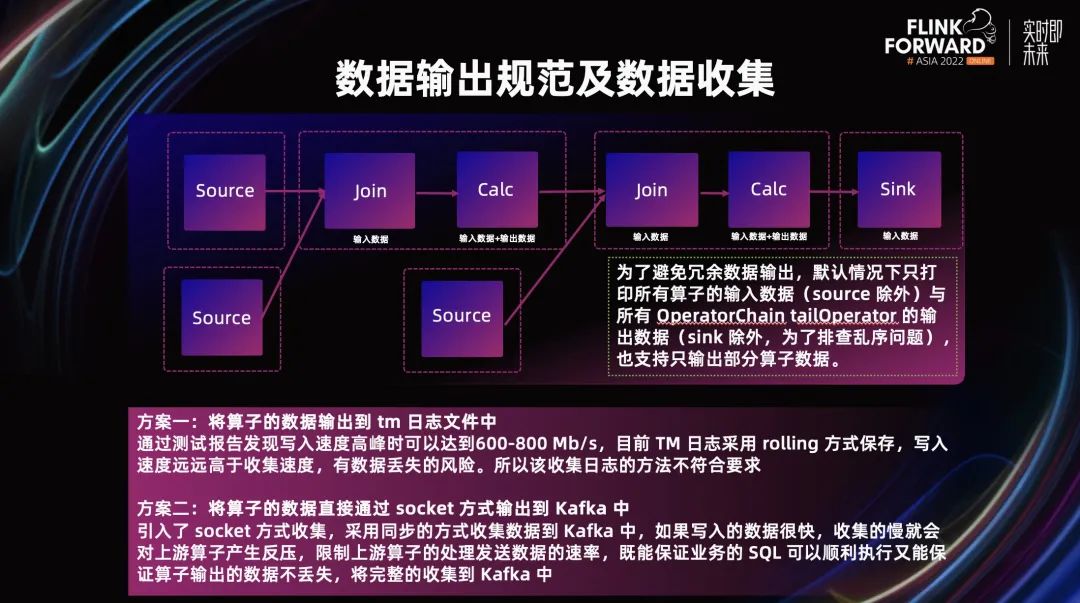 FLINK
FORWARD
# ASIA 2022 ONLINE
实时即
未来
数据输出规范及数据收集
Source
Join
Calc
Join
Calc
Sink
输入数据
输入数据+输出数据
输入数据
输入数据+输出数据
输入数据
Source
Source
为了避免冗余数据输出，默认情况下只打
印所有算子的输入数据（source 除外）与
所有 OperatorChain tailOperator 的输
出数据（sink 除外，为了排查乱序问题），
也支持只输出部分算子数据。
方案一：将算子的数据输出到 tm 日志文件中
通过测试报告发现写入速度高峰时可以达到600-800 Mb/s，目前 TM 日志采用 rolling 方式保存，写入
速度远远高于收集速度，有数据丢失的风险。所以该收集日志的方法不符合要求
方案二：将算子的数据直接通过 socket 方式输出到 Kafka 中
引入了 socket 方式收集，采用同步的方式收集数据到 Kafka 中，如果写入的数据很快，收集的慢就会
对上游算子产生反压，限制上游算子的处理发送数据的速率，既能保证业务的 SQL 可以顺利执行又能保
证算子输出的数据不丢失，将完整的收集到 Kafka 中